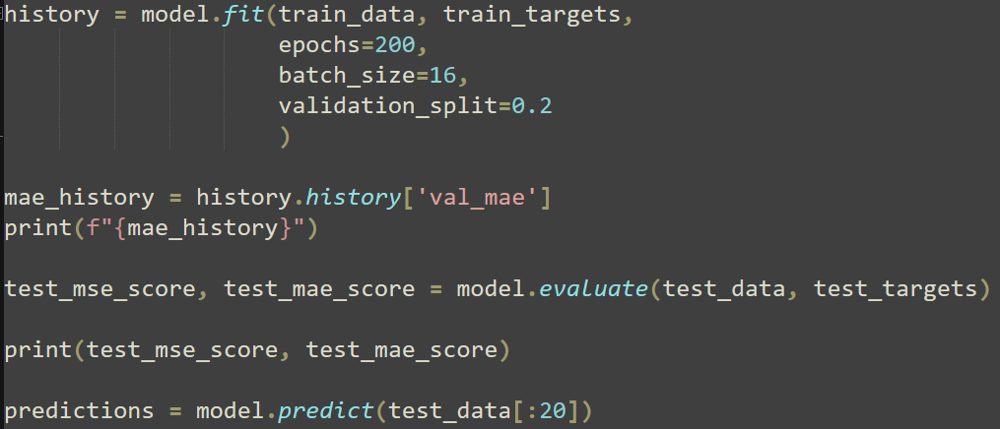 history = model.fit(train_data, train_targets,
                    epochs=200,
                    batch_size=16,
                    validation_split=0.2
                    )

mae_history = history.history['val_mae']
print(f"{mae_history}")

test_mse_score, test_mae_score = model.evaluate(test_data, test_targets)

print(test_mse_score, test_mae_score)

predictions = model.predict(test_data[:20])